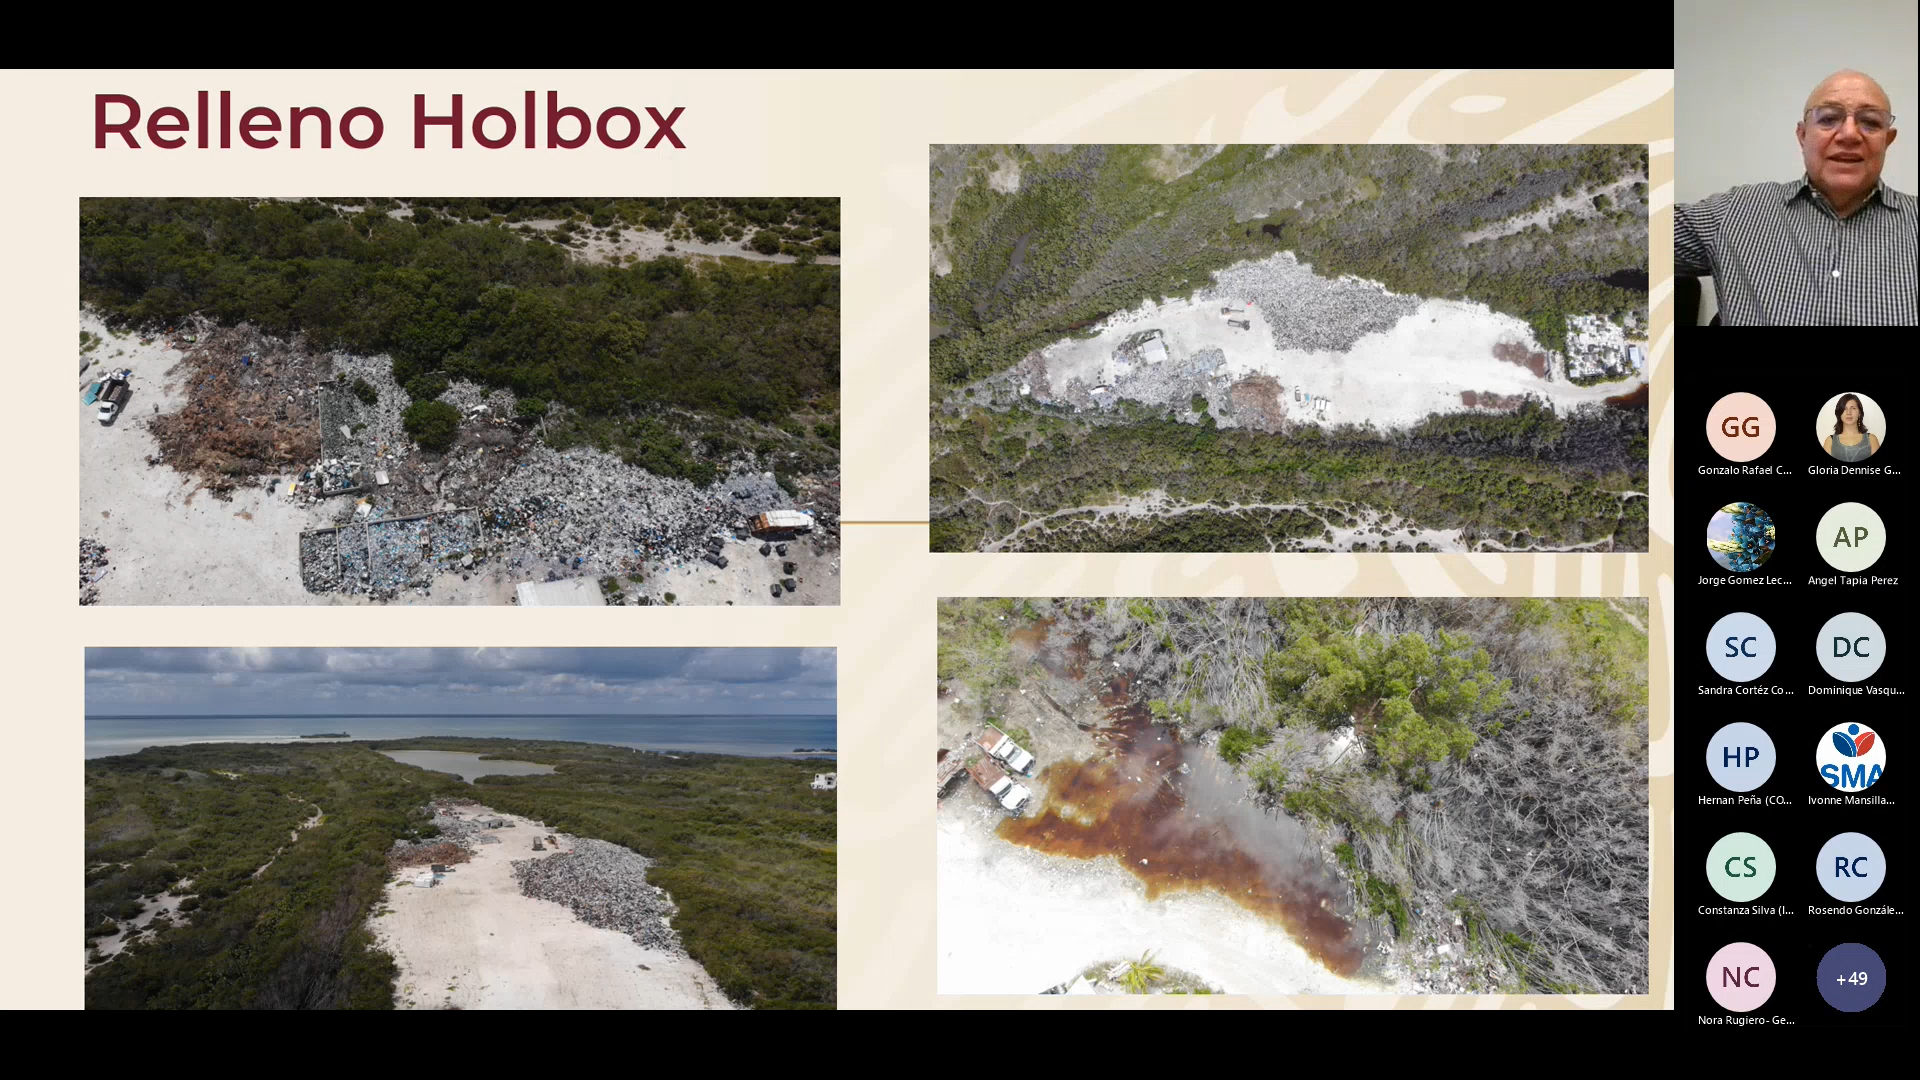 Relleno Holbox
GG
Gonzalo Rafael C...
Gloria Dennise G...
Jorge Gomez Lec...
AP
Angel Tapia Perez
SC
Sandra Cortéz Co...
DC
Dominique Vasqu...
HP
Hernan Peña (CO...
SMA
Ivonne Mansilla...
CS
Constanza Silva (I...
RC
Rosendo Gonzále...
NC
Nora Rugiero- Ge...
+49